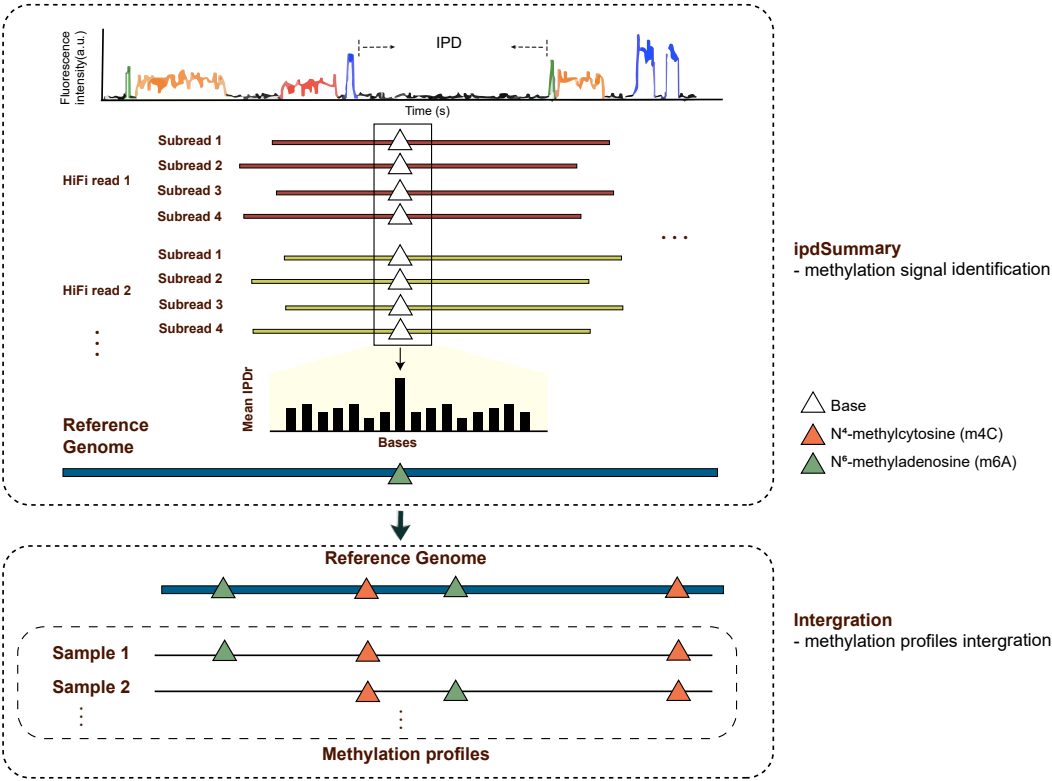 Fluorescence
intensity(a.u.)
IPD
Time (s)
HiFi read 1
Subread 1
Subread 2
Subread 3
Subread 4
HiFi read 2
Subread 1
Subread 2
Subread 3
Subread 4
Mean IPDr
Bases
Reference
Genome
ipdSummary
- methylation signal identification
Base
N⁴-methylcytosine (m4C)
N⁶-methyladenosine (m6A)
Reference Genome
Sample 1
Sample 2
Methylation profiles
Intergration
- methylation profiles intergration